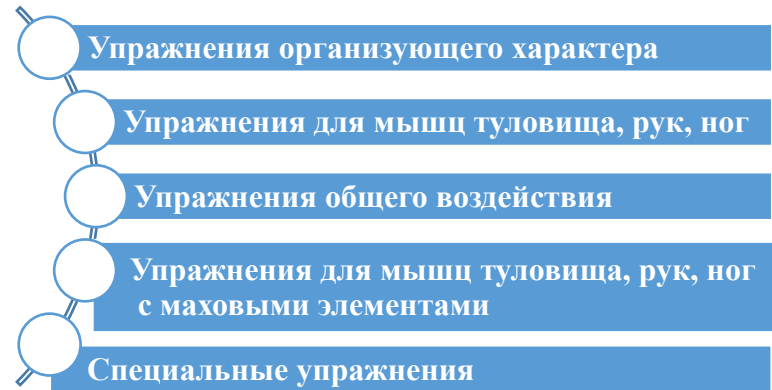 Упражнения организующего характера
Упражнения для мышц туловища, рук, ног
Упражнения общего воздействия
Упражнения для мышц туловища, рук, ног
с маховыми элементами
Специальные упражнения